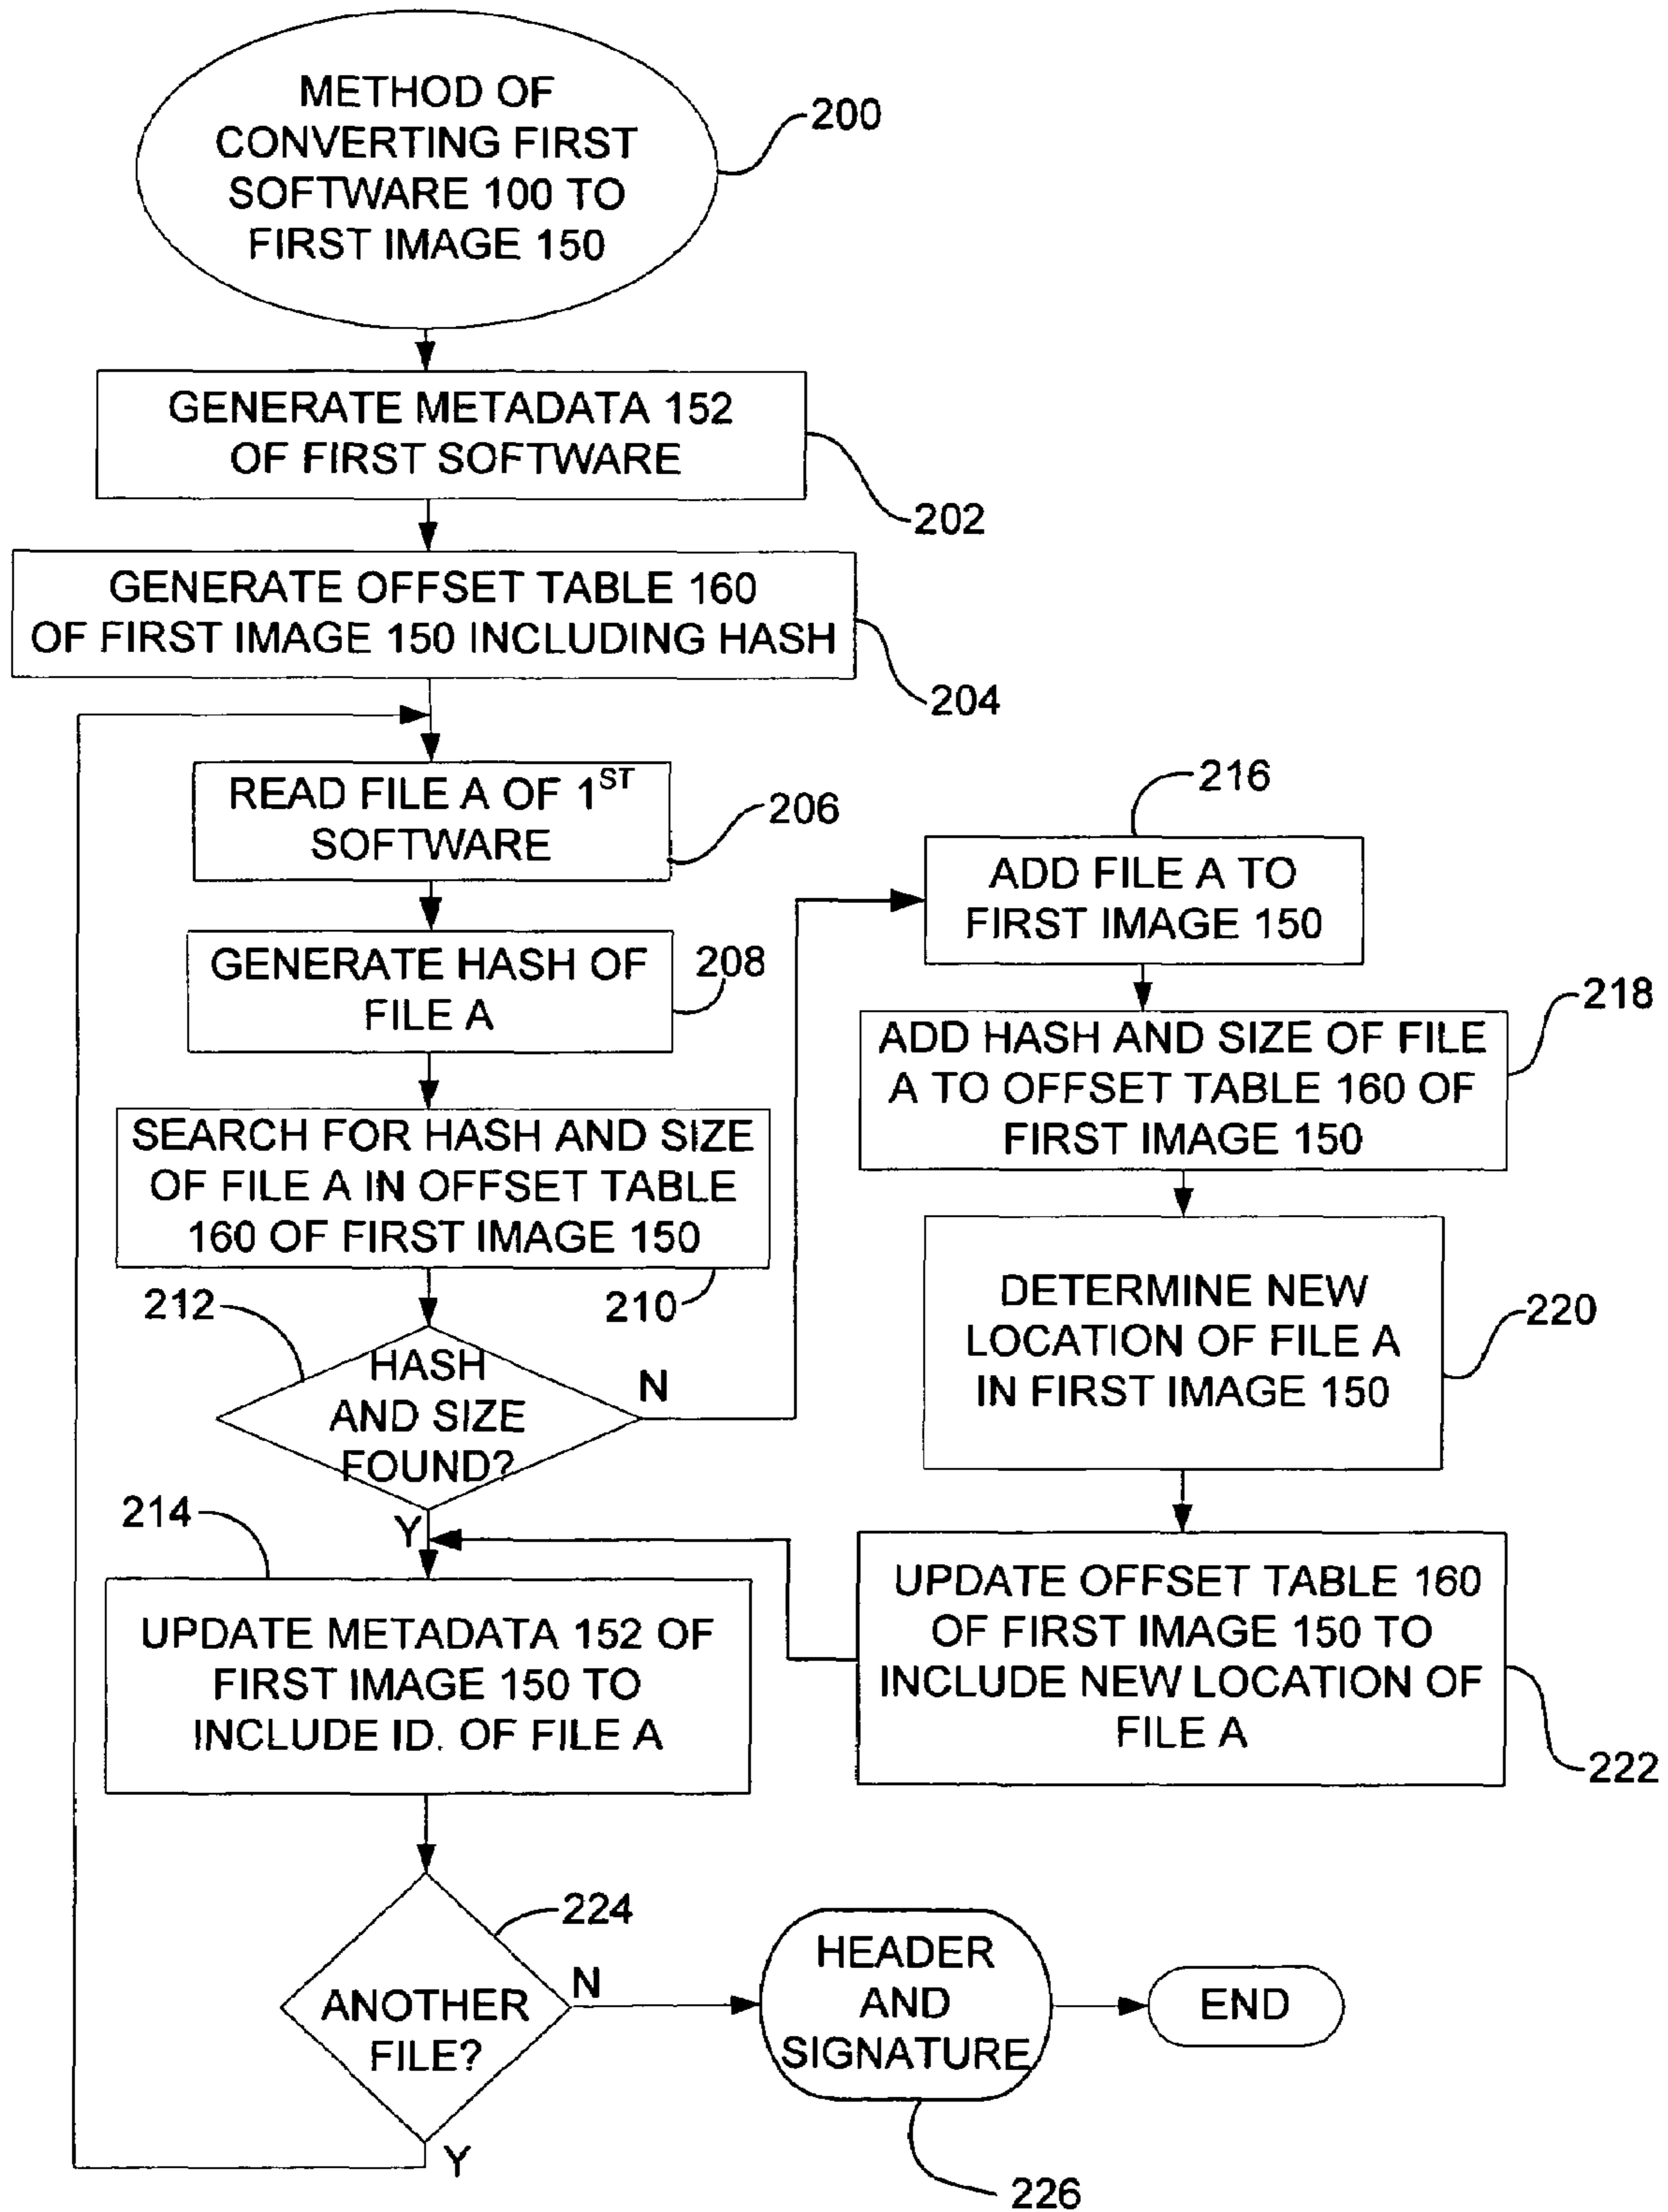 METHOD OF
CONVERTING FIRST
SOFTWARE 100 TO
FIRST IMAGE 150
200
GENERATE METADATA 152
OF FIRST SOFTWARE
202
GENERATE OFFSET TABLE 160
OF FIRST IMAGE 150 INCLUDING HASH
204
READ FILE A OF 1ST
SOFTWARE
206
GENERATE HASH OF
FILE A
208
SEARCH FOR HASH AND SIZE
OF FILE A IN OFFSET TABLE
160 OF FIRST IMAGE 150
210
212
HASH
AND SIZE
FOUND?
N
Y
216
ADD FILE A TO
FIRST IMAGE 150
218
ADD HASH AND SIZE OF FILE
A TO OFFSET TABLE 160 OF
FIRST IMAGE 150
DETERMINE NEW
LOCATION OF FILE A
IN FIRST IMAGE 150
220
UPDATE OFFSET TABLE 160
OF FIRST IMAGE 150 TO
INCLUDE NEW LOCATION OF
FILE A
222
214
UPDATE METADATA 152 OF
FIRST IMAGE 150 TO
INCLUDE ID. OF FILE A
224
ANOTHER
FILE?
N
Y
HEADER
AND
SIGNATURE
226
END